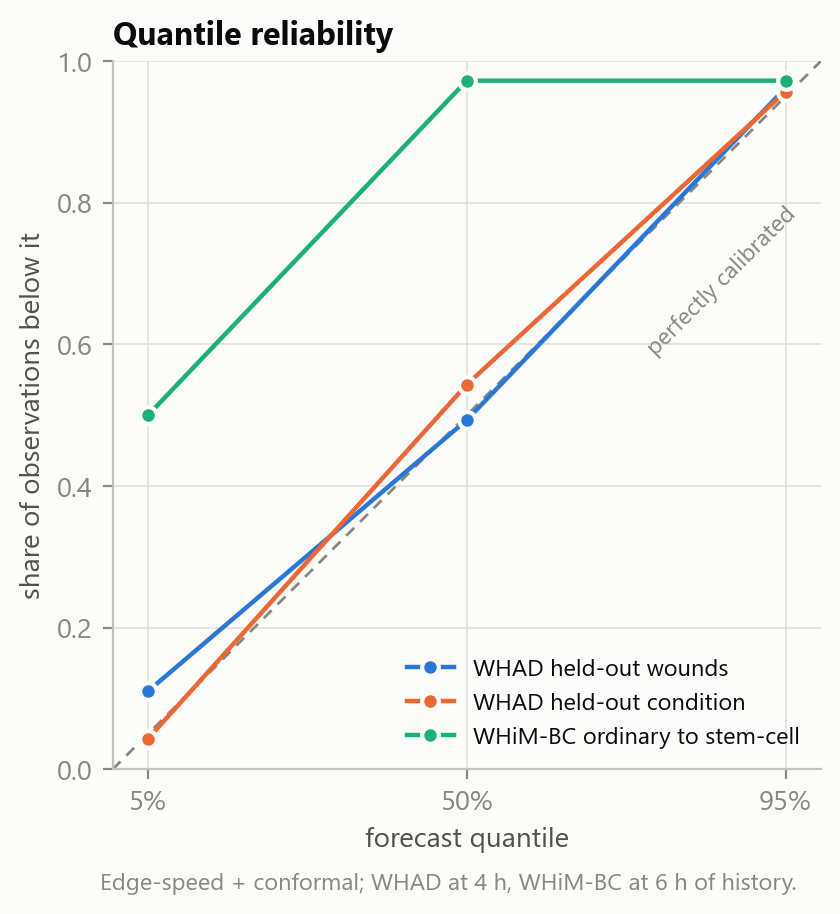 Quantile reliability
1.0
0.8
0.6
0.4
0.2
0.0
share of observations below it
perfectly calibrated
WHAD held-out wounds
WHAD held-out condition
WHiM-BC ordinary to stem-cell
5% 50% 95%
forecast quantile
Edge-speed + conformal; WHAD at 4 h, WHiM-BC at 6 h of history.